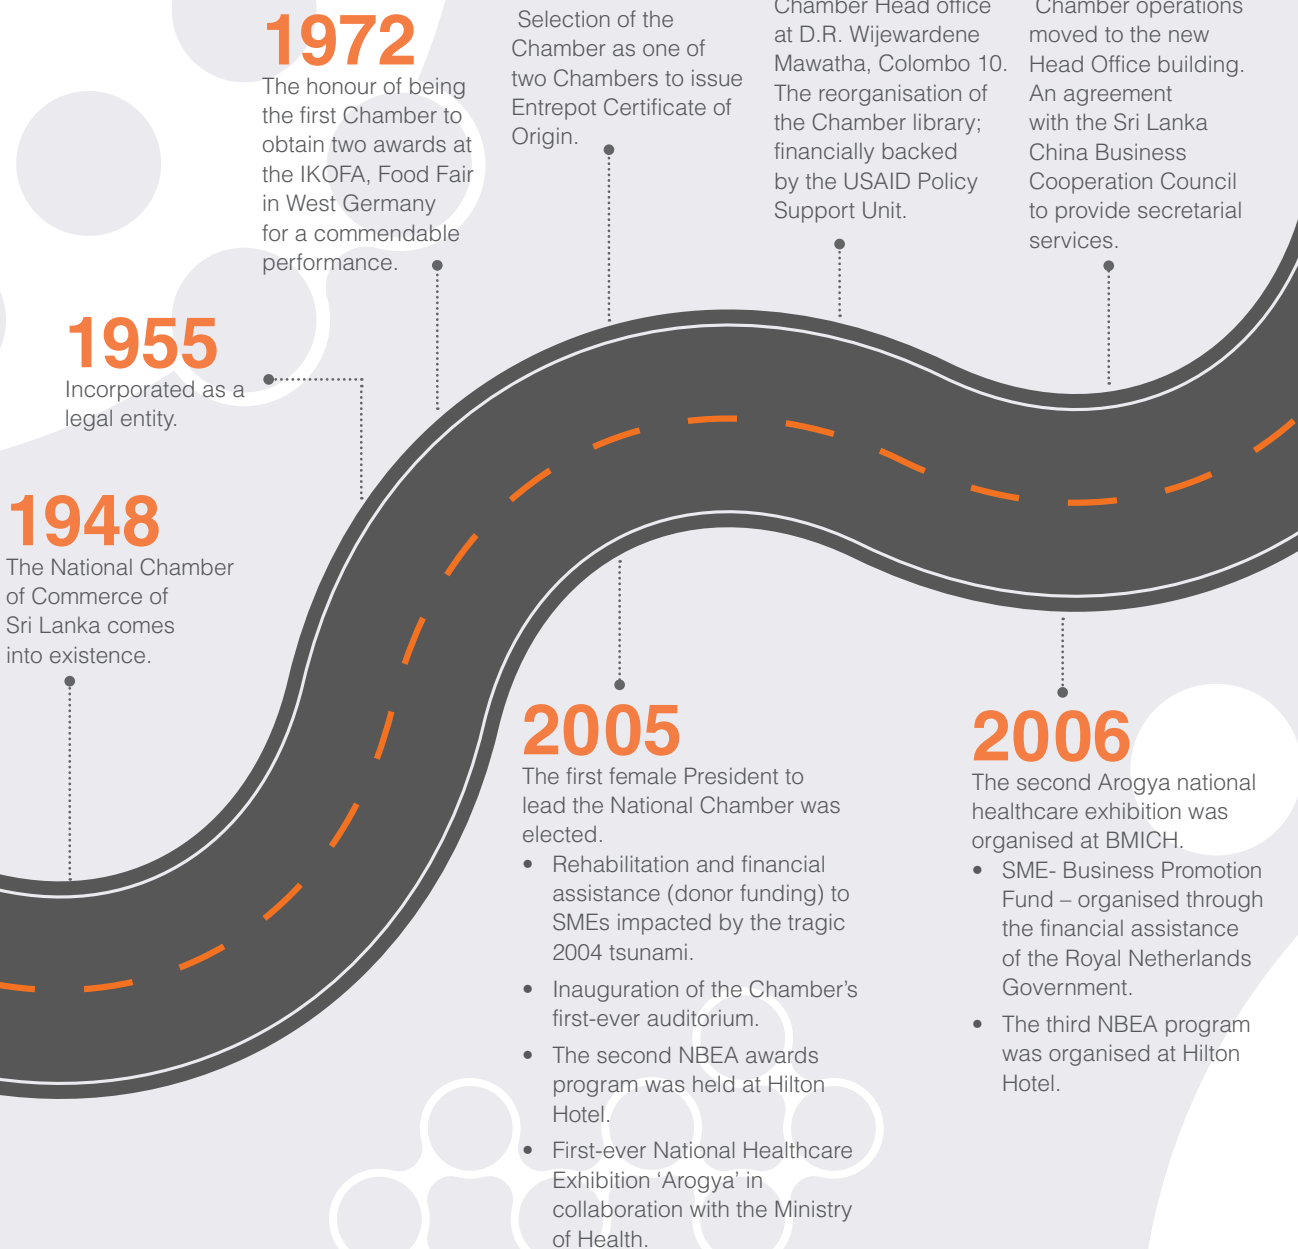 1972
The honour of being
the first Chamber to
obtain two awards at
the IKOFA, Food Fair
in West Germany
for a commendable
performance.
Selection of the
Chamber as one of
two Chambers to issue
Entrepot Certificate of
Origin.
Chamber Head office
at D.R. Wijewardene
Mawatha, Colombo 10.
The reorganisation of
the Chamber library;
financially backed
by the USAID Policy
Support Unit.
Chamber operations
moved to the new
Head Office building.
An agreement
with the Sri Lanka
China Business
Cooperation Council
to provide secretarial
services.
1955
Incorporated as a
legal entity.
1948
The National Chamber
of Commerce of
Sri Lanka comes
into existence.
2005
The first female President to
lead the National Chamber was
elected.
• Rehabilitation and financial
assistance (donor funding) to
SMEs impacted by the tragic
2004 tsunami.
• Inauguration of the Chamber’s
first-ever auditorium.
• The second NBEA awards
program was held at Hilton
Hotel.
• First-ever National Healthcare
Exhibition ‘Arogya’ in
collaboration with the Ministry
of Health.
2006
The second Arogya national
healthcare exhibition was
organised at BMICH.
• SME- Business Promotion
Fund – organised through
the financial assistance
of the Royal Netherlands
Government.
• The third NBEA program
was organised at Hilton
Hotel.